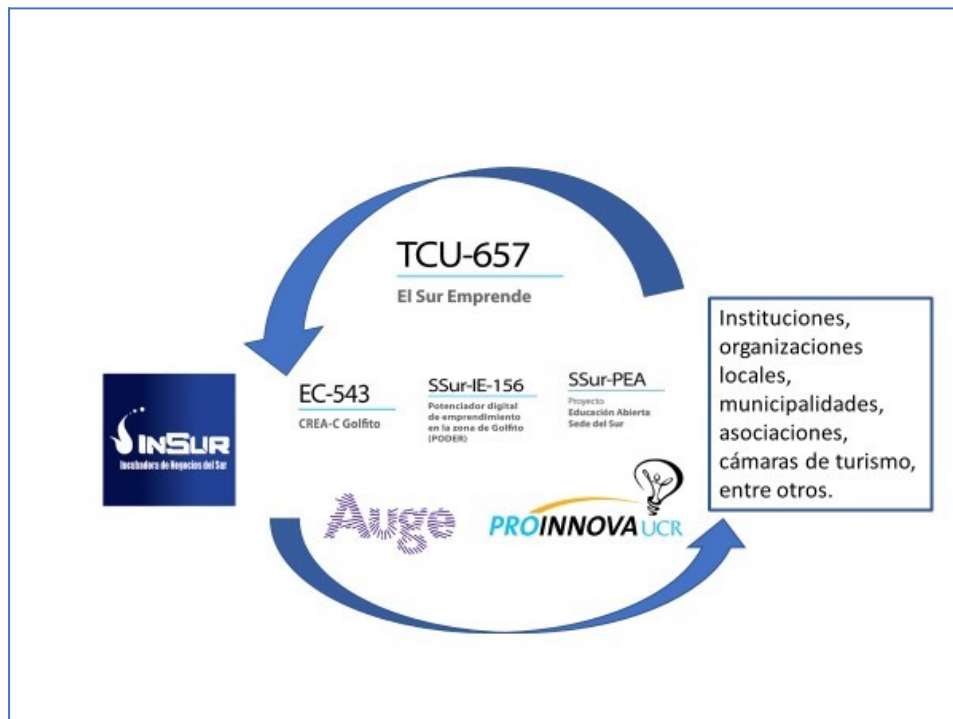 TCU-657
El Sur Emprende
Instituciones,
organizaciones
locales,
municipalidades,
asociaciones,
cámaras de turismo,
entre otros.
INSUR
Incubadora de Negocios del Sur
EC-543
CREA-C Golfito
SSur-IE-156
Potenciador digital
de emprendimiento
en la zona de Golfito
(PODER)
SSur-PEA
Proyecto
Educación Abierta
Sede del Sur
Auge
PROINNOVA UCR